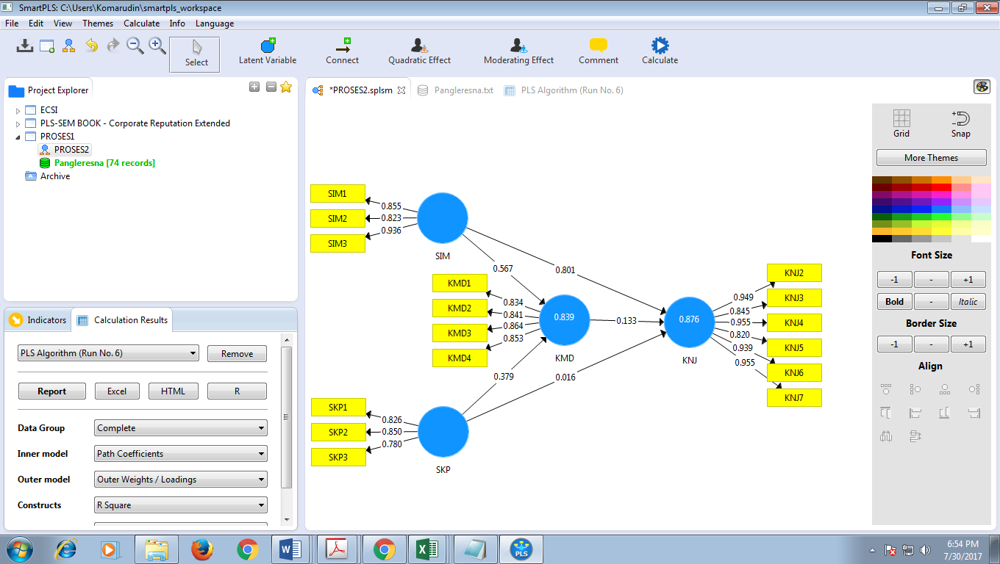 SmartPLS: C:\Users\Komarudin\smartpls_workspace
File Edit View Themes Calculate Info Language
Select
Latent Variable
Connect
Quadratic Effect
Moderating Effect
Comment
Calculate
Project Explorer
ECSI
PLS-SEM BOOK - Corporate Reputation Extended
PROSES1
PROSES2
Pangleresna [74 records]
Archive
Indicators
Calculation Results
PLS Algorithm (Run No. 6)
Remove
Report
Excel
HTML
R
Data Group
Complete
Inner model
Path Coefficients
Outer model
Outer Weights / Loadings
Constructs
R Square
*PROSES2.splsm
Pangleresna.txt
PLS Algorithm (Run No. 6)
SIM1
SIM2
SIM3
0.855
0.823
0.936
SIM
0.567
0.801
KMD1
KMD2
KMD3
KMD4
0.834
0.841
0.864
0.853
0.839
KMD
0.133
0.876
KNJ
0.949
0.845
0.955
0.820
0.939
0.955
KNJ2
KNJ3
KNJ4
KNJ5
KNJ6
KNJ7
0.379
0.016
SKP1
SKP2
SKP3
0.826
0.850
0.780
SKP
Grid
Snap
More Themes
Font Size
-1 - +1
Bold - Italic
Border Size
-1 - +1
Align
W
X
PLS
6:54 PM
7/30/2017